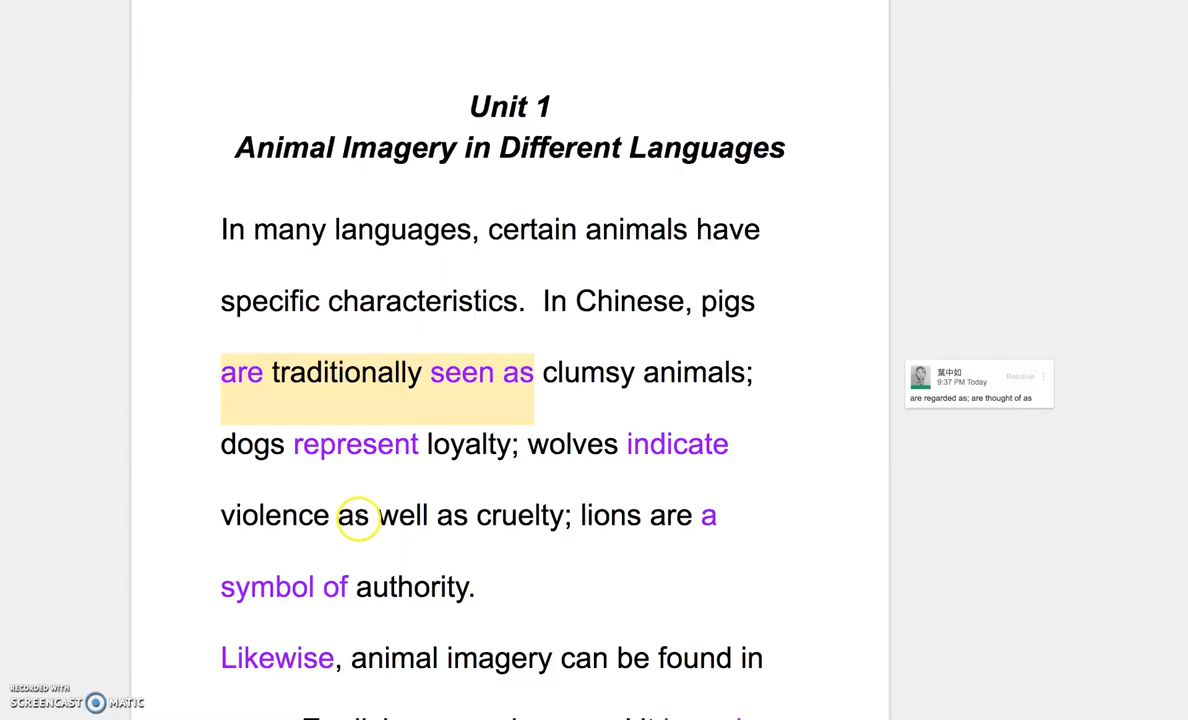 Unit 1
Animal Imagery in Different Languages
In many languages, certain animals have
specific characteristics.  In Chinese, pigs
are traditionally seen as clumsy animals;
葉中如
9:37 PM Today
Resolve
are regarded as; are thought of as
dogs represent loyalty; wolves indicate
violence as well as cruelty; lions are a
symbol of authority.
Likewise, animal imagery can be found in
RECORDED WITH
SCREENCAST MATIC